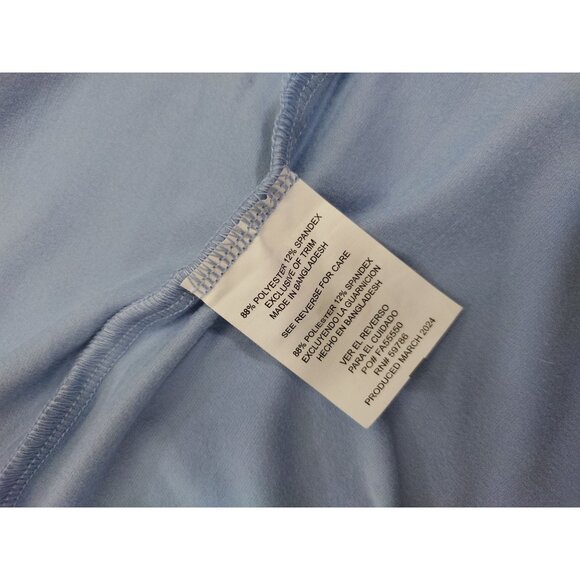 88% POLYESTER 12% SPANDEX
EXCLUSIVE OF TRIM
MADE IN BANGLADESH
SEE REVERSE FOR CARE
88% POLIESTER 12% SPANDEX
EXCLUYENDO LA GUARNICION
HECHO EN BANGLADESH
VER EL REVERSO
PARA EL CUIDADO
PO# FA55550
RN# 59786
PRODUCED MARCH 2024